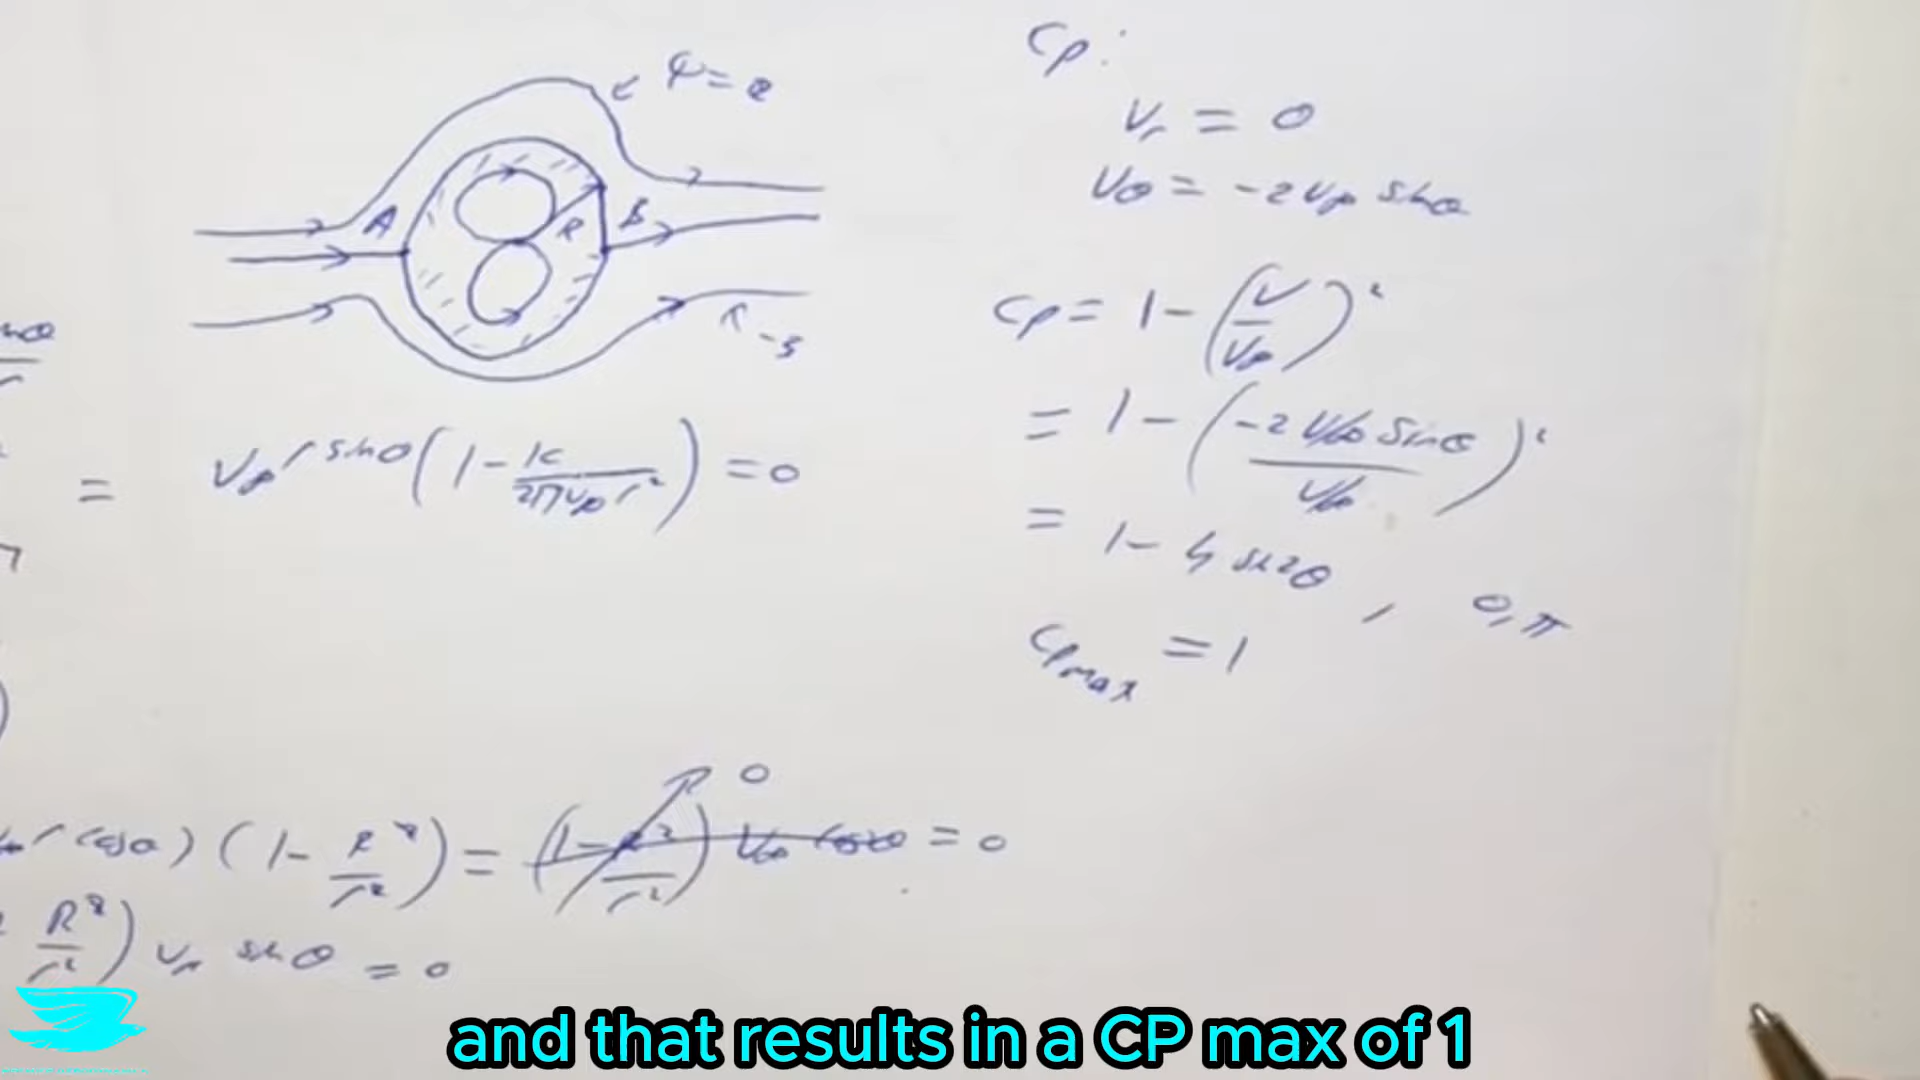 Cp:
Vr = 0
Vθ = -2V∞ sinθ
Cp = 1 - (V/V∞)²
= 1 - (-2V∞ sinθ / V∞)²
= 1 - 4 sin²θ, 0, π
Cpmax = 1
ψ =
A
R
B
= V∞ r sinθ (1 - K/2πV∞r²) = 0
r cosθ) (1 - R²/r²) = (1 - R²/r²) V∞ cosθ = 0
0
R²/r²) V∞ sinθ = 0
and that results in a CP max of 1